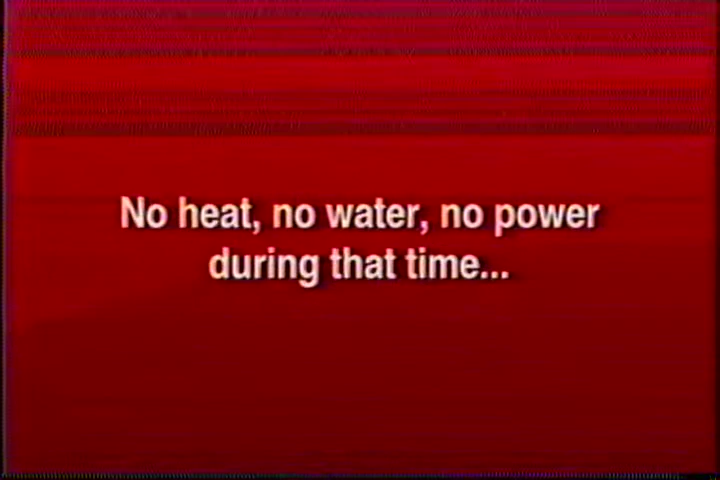 No heat, no water, no power
during that time...